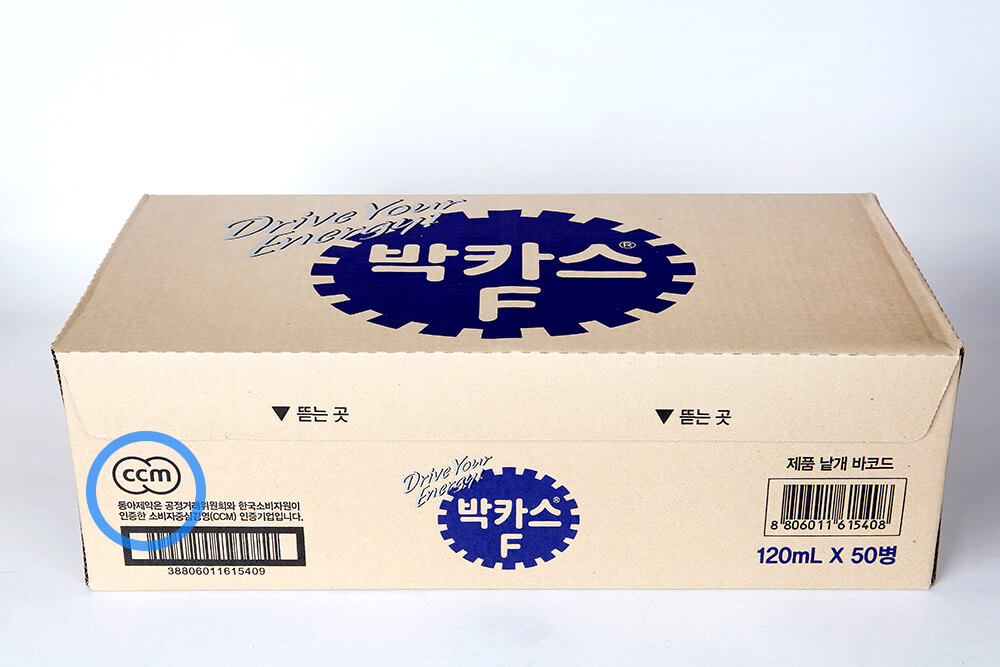 Drive Your
Energy!
박카스®
F
▼ 뜯는 곳
▼ 뜯는 곳
ccm
동아제약은 공정거래위원회와 한국소비자원이
인증한 소비자중심경영(CCM) 인증기업입니다.
38806011615409
Drive Your
Energy!
박카스®
F
제품 낱개 바코드
8 806011 615408
120mL X 50병